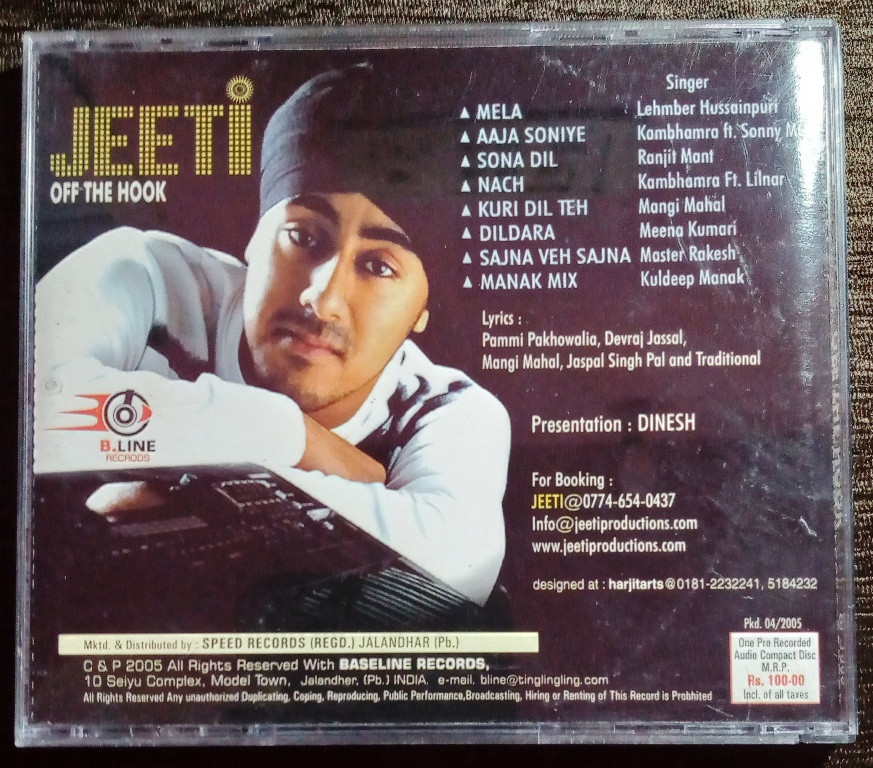 JEETi
OFF THE HOOK
Singer
MELA Lehmber Hussainpuri
AAJA SONIYE Kambhamra ft. Sonny
SONA DIL Ranjit Mant
NACH Kambhamra Ft. Lilnar
KURI DIL TEH Mangi Mahal
DILDARA Meena Kumari
SAJNA VEH SAJNA Master Rakesh
MANAK MIX Kuldeep Manak
Lyrics :
Pammi Pakhowalia, Devraj Jassal,
Mangi Mahal, Jaspal Singh Pal and Traditional
B.LINE
RECRODS
Presentation : DINESH
For Booking :
JEETI@0774-654-0437
Info@jeetiproductions.com
www.jeetiproductions.com
designed at : harjitarts@0181-2232241, 5184232
Pkd. 04/2005
One Pre Recorded
Audio Compact Disc
M.R.P.
Rs. 100-00
Incl. of all taxes
Mktd. & Distributed by : SPEED RECORDS (REGD.) JALANDHAR (Pb.)
C & P 2005 All Rights Reserved With BASELINE RECORDS,
10 Seiyu Complex, Model Town, Jalandher, (Pb.) INDIA. e-mail. bline@tinglingling.com
All Rights Reserved Any unauthorized Duplicating, Coping, Reproducing, Public Performance,Broadcasting, Hiring or Renting of This Record is Prohbited